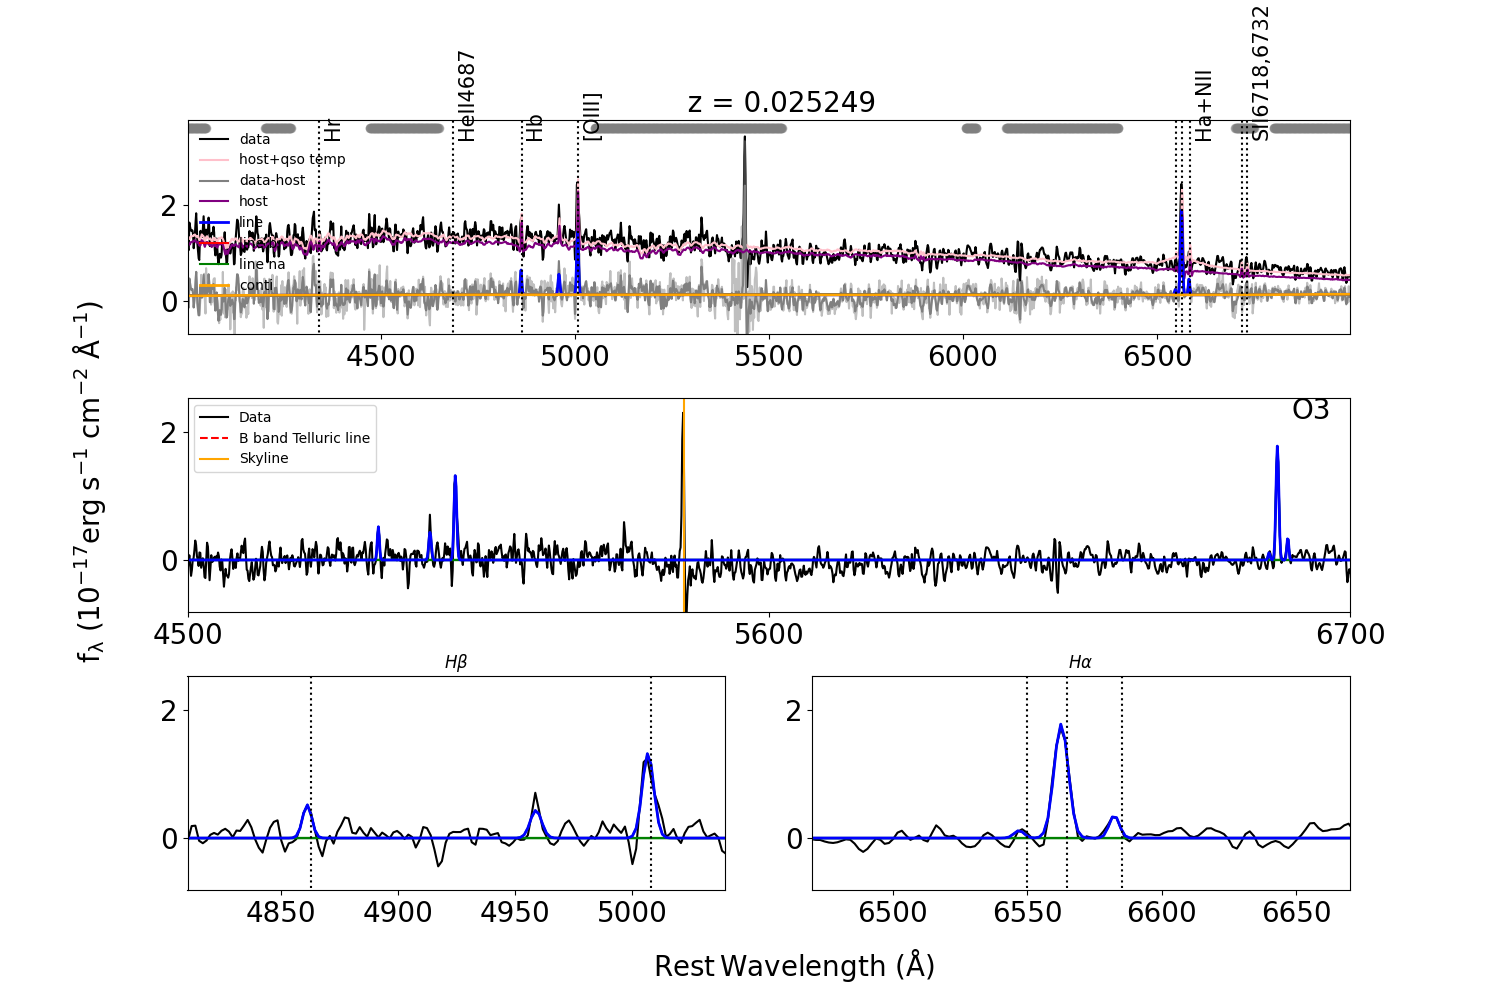 z = 0.025249
Hr
HeII4687
Hb
[OIII]
Ha+NII
SII6718,6732
data
host+qso temp
data-host
host
line
line na
conti
2
0
4500 5000 5500 6000 6500
Data
B band Telluric line
Skyline
O3
2
0
4500 5600 6700
fλ (10⁻¹⁷erg s⁻¹ cm⁻² Å⁻¹)
Hβ
2
0
4850 4900 4950 5000
Hα
2
0
6500 6550 6600 6650
Rest Wavelength (Å)